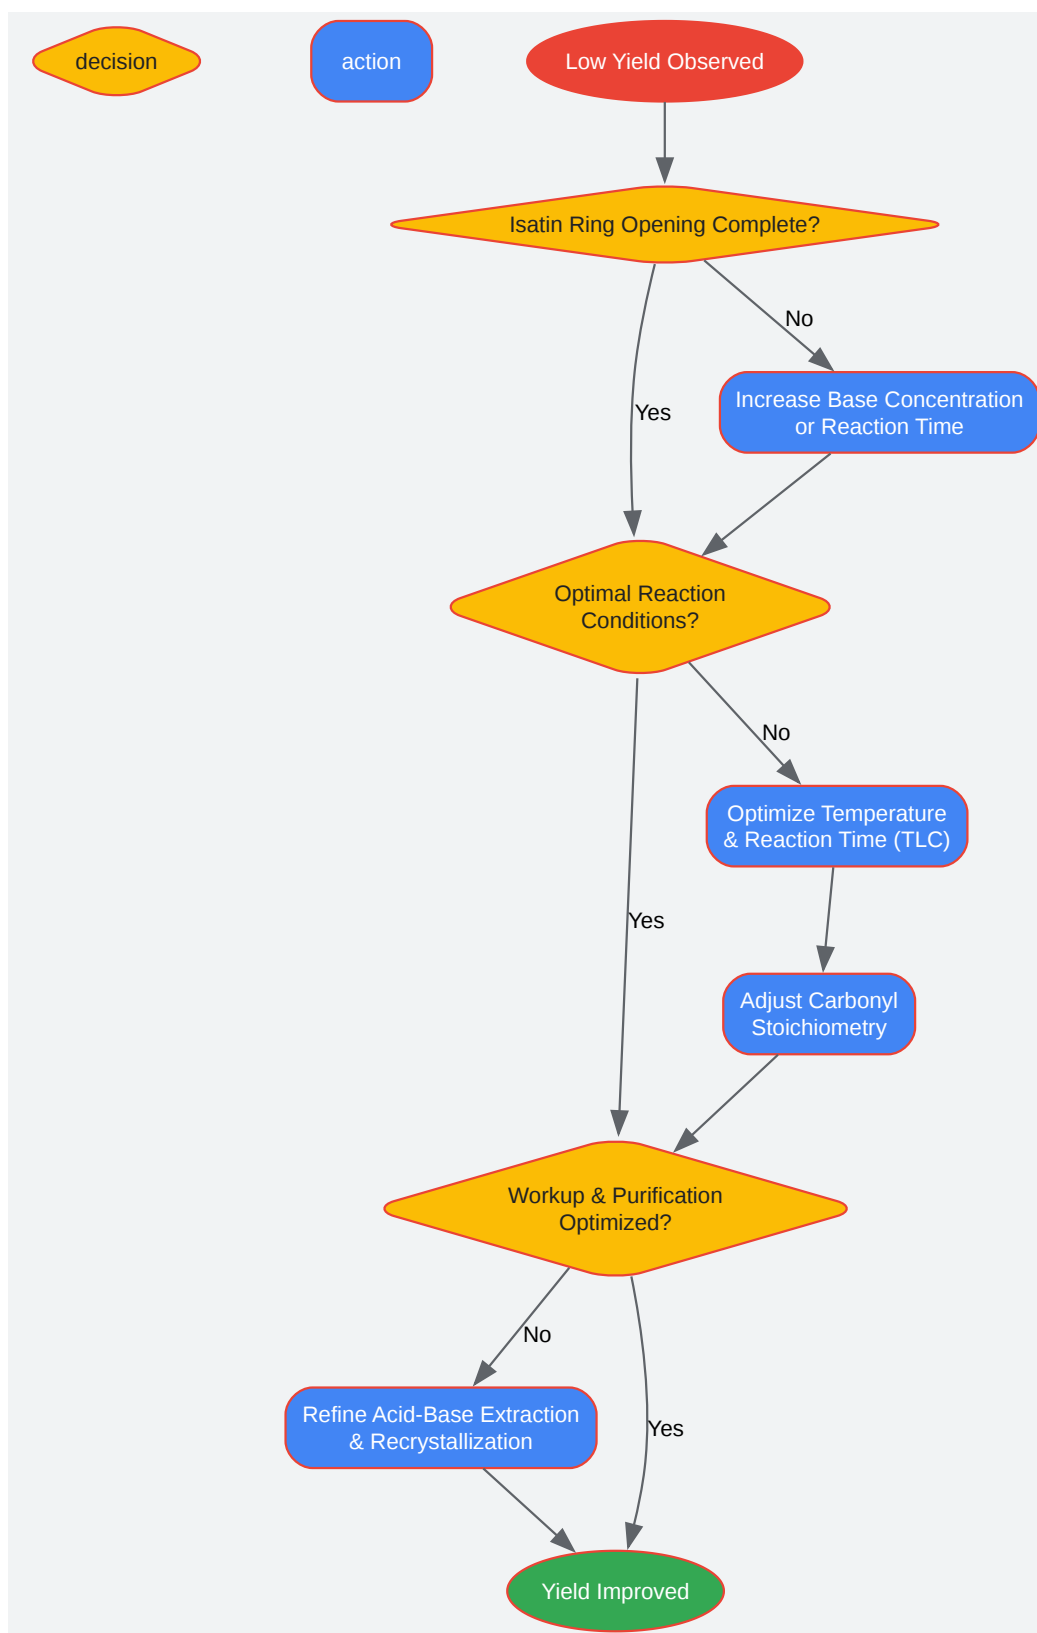 decision
action
Low Yield Observed
Isatin Ring Opening Complete?
No
Increase Base Concentration
or Reaction Time
Yes
Optimal Reaction
Conditions?
No
Optimize Temperature
& Reaction Time (TLC)
Yes
Adjust Carbonyl
Stoichiometry
Workup & Purification
Optimized?
No
Refine Acid-Base Extraction
& Recrystallization
Yes
Yield Improved